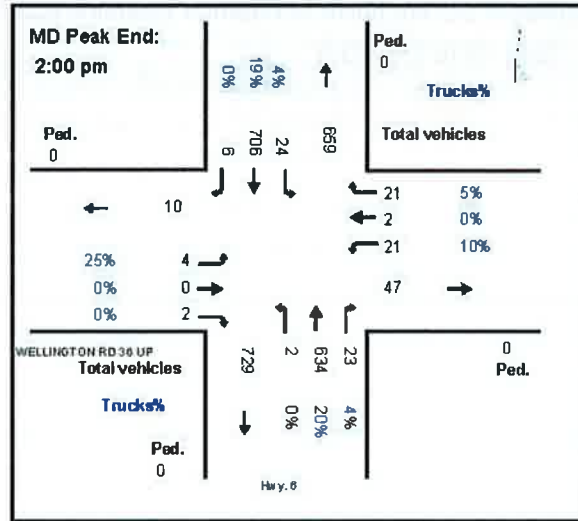 MD Peak End:
2:00 pm
0% 19% 4%
6 706 24 659
Ped.
0
Trucks%
Total vehicles
Ped.
0
10
21 5%
2 0%
21 10%
25% 4
0% 0
0% 2
47
WELLINGTON RD 36 UP
Total vehicles
Trucks%
Ped.
0
729 2 634 23
0% 20% 4%
0
Ped.
Hwy. 6